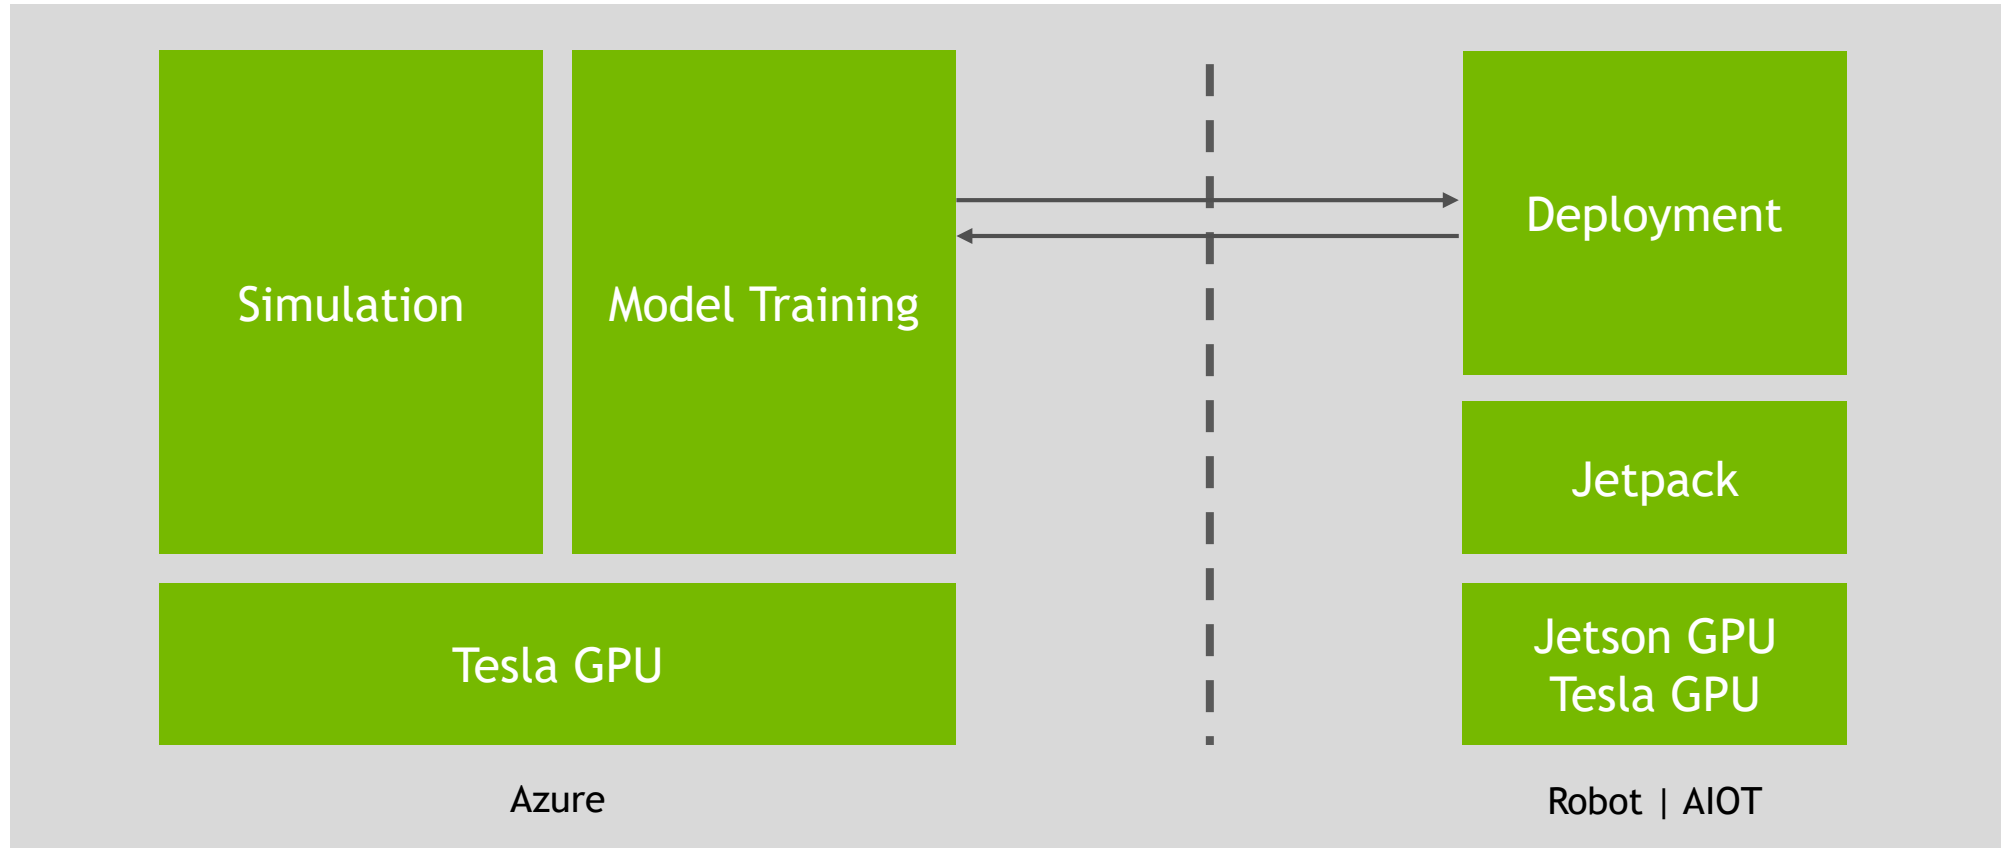 Simulation
Model Training
Tesla GPU
Azure
Deployment
Jetpack
Jetson GPU
Tesla GPU
Robot | AIOT